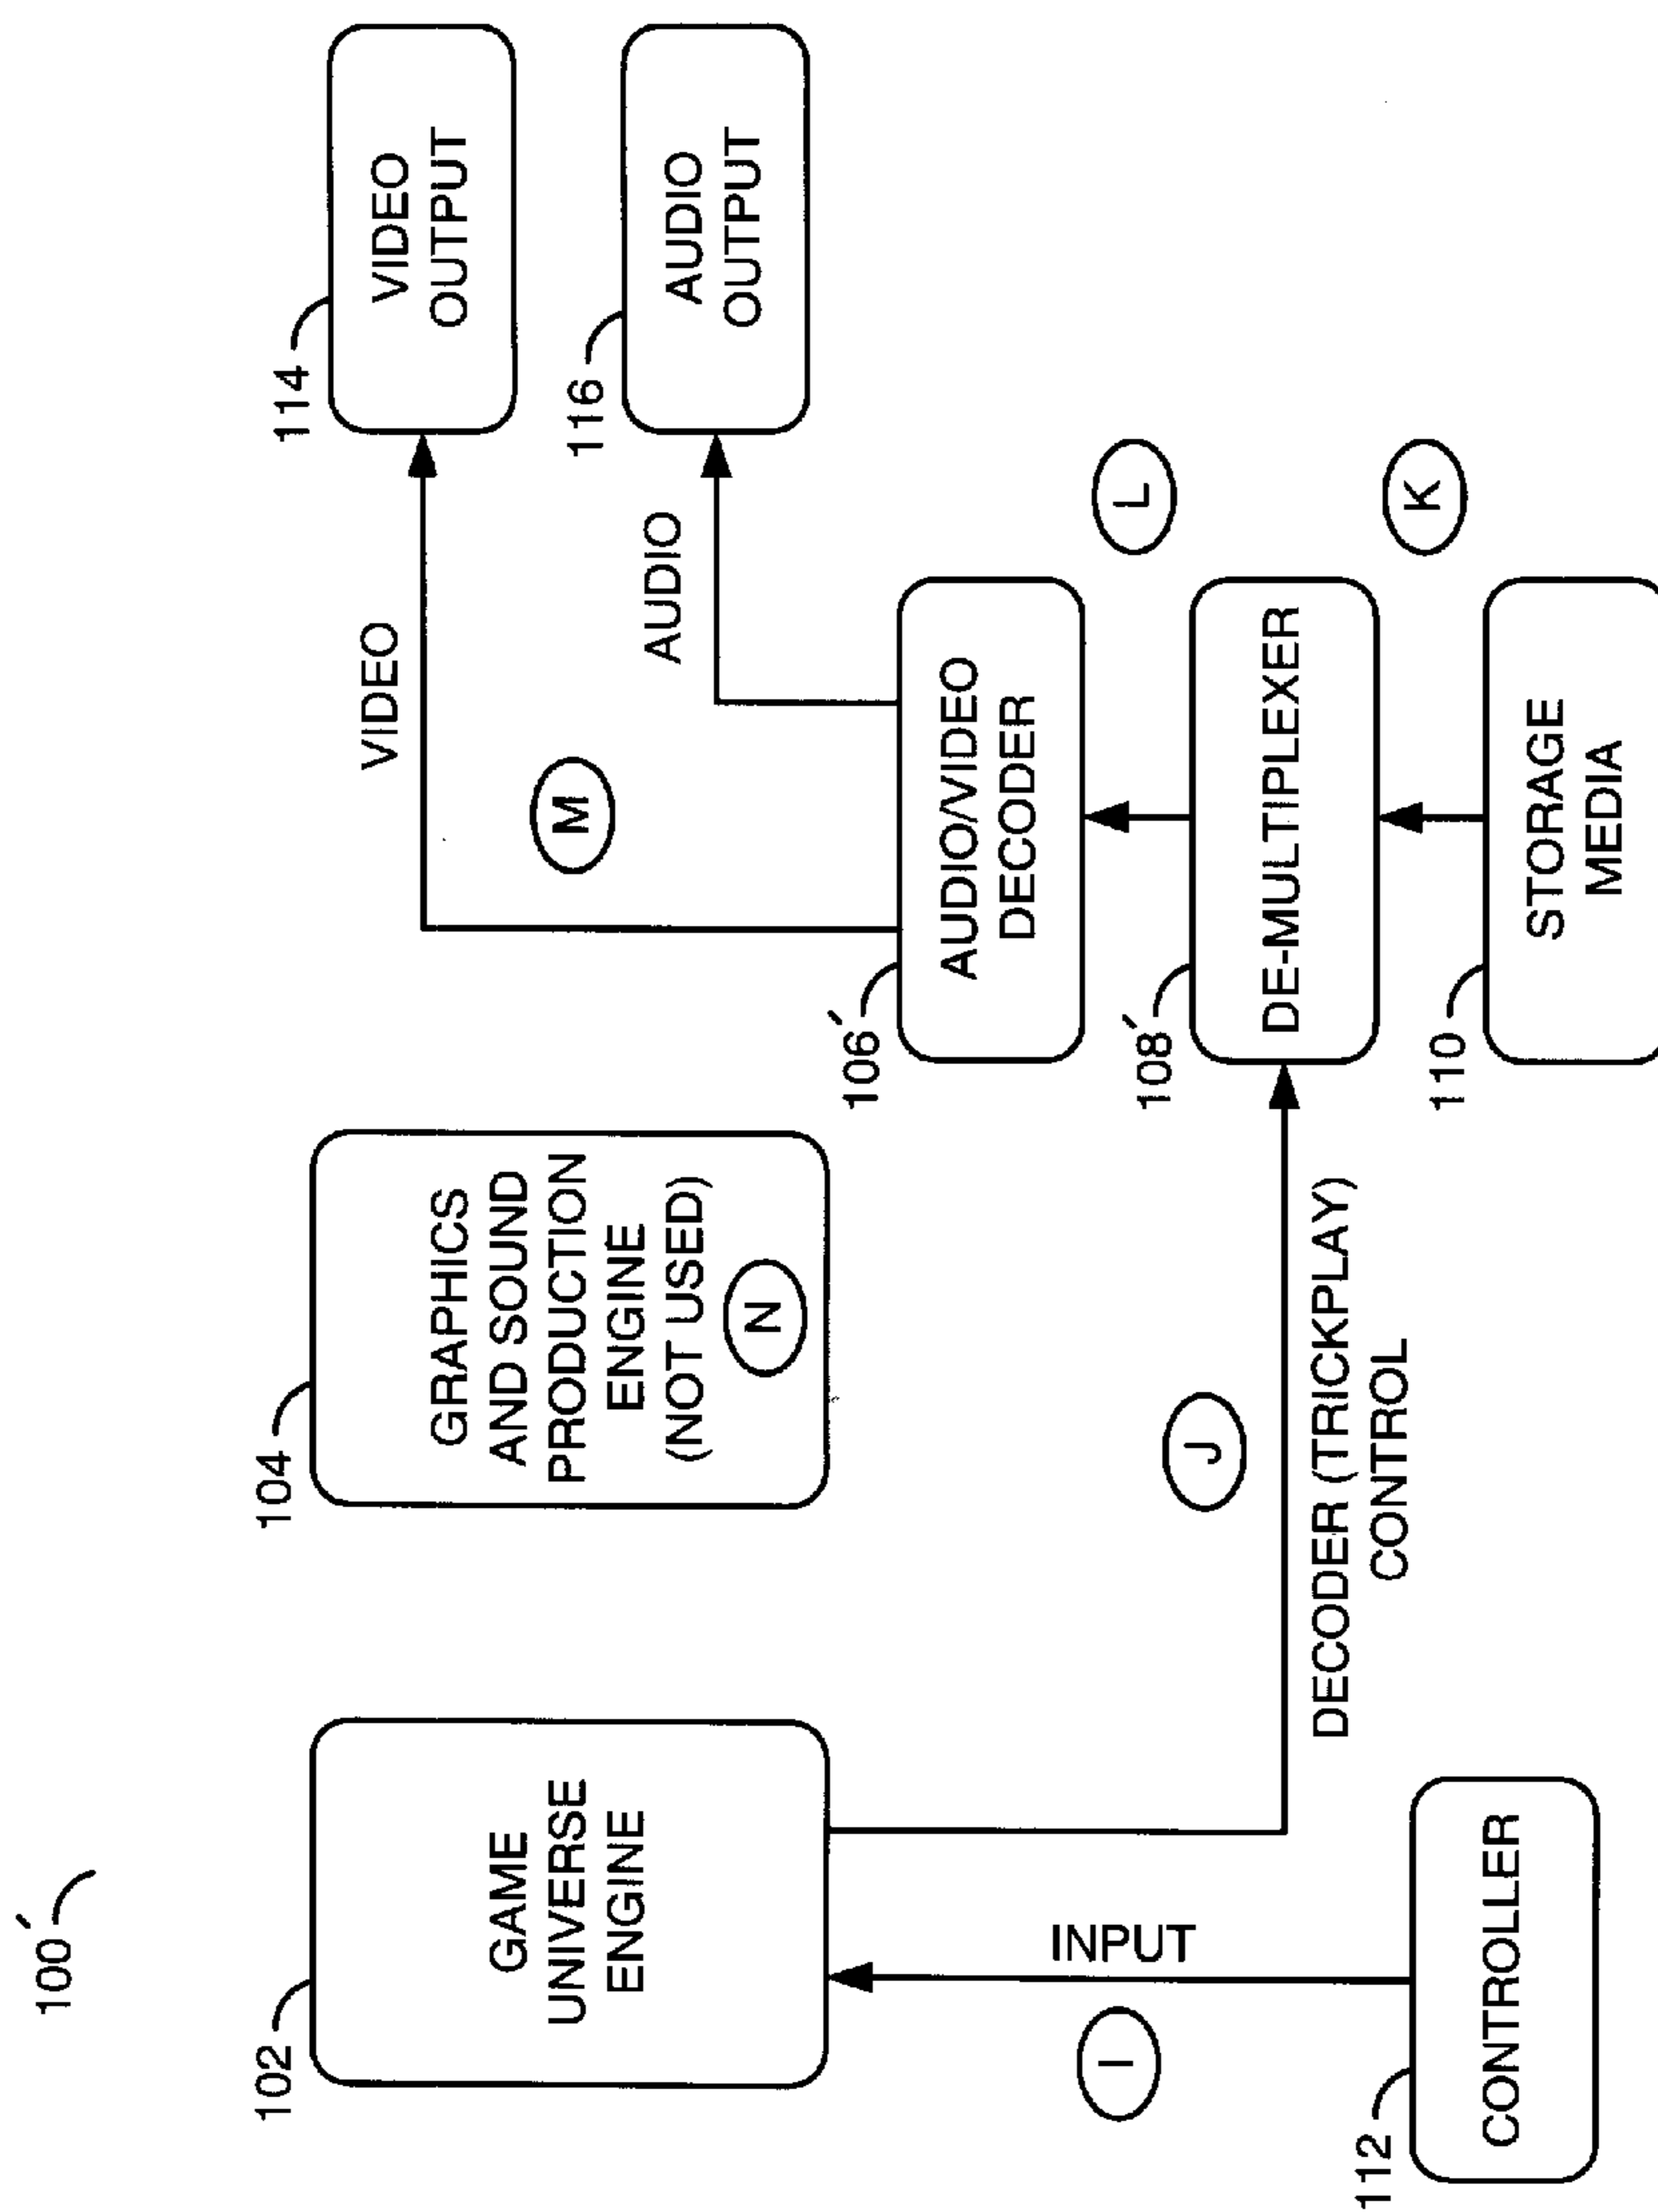 100′
102
GAME
UNIVERSE
ENGINE
104
GRAPHICS
AND SOUND
PRODUCTION
ENGINE
(NOT USED)
N
114
VIDEO
OUTPUT
VIDEO
M
116
AUDIO
OUTPUT
AUDIO
106′
AUDIO/VIDEO
DECODER
L
I
INPUT
J
DECODER (TRICKPLAY)
CONTROL
108′
DE-MULTIPLEXER
K
112
CONTROLLER
110
STORAGE
MEDIA